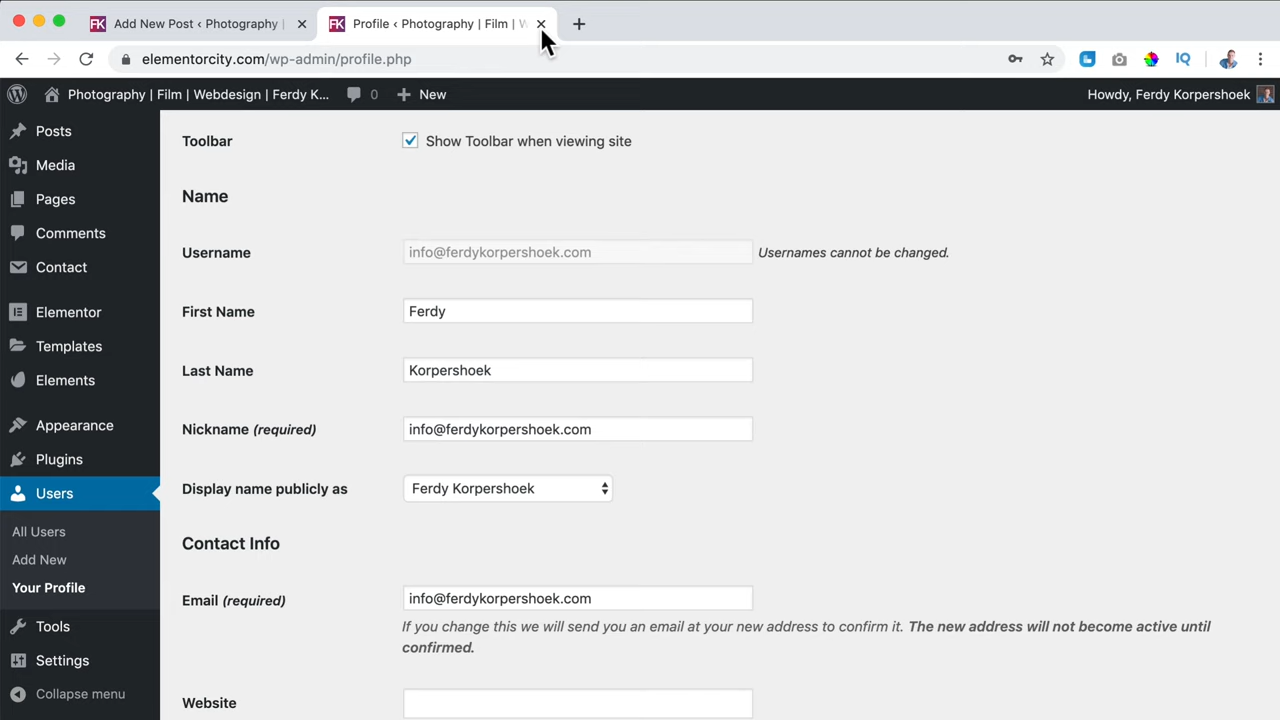 FK Add New Post ‹ Photography |
FK Profile ‹ Photography | Film |
elementorcity.com/wp-admin/profile.php
IQ
Photography | Film | Webdesign | Ferdy K...
0
New
Howdy, Ferdy Korpershoek
Posts
Media
Pages
Comments
Contact
Elementor
Templates
Elements
Appearance
Plugins
Users
All Users
Add New
Your Profile
Tools
Settings
Collapse menu
Toolbar
Show Toolbar when viewing site
Name
Username
info@ferdykorpershoek.com
Usernames cannot be changed.
First Name
Ferdy
Last Name
Korpershoek
Nickname (required)
info@ferdykorpershoek.com
Display name publicly as
Ferdy Korpershoek
Contact Info
Email (required)
info@ferdykorpershoek.com
If you change this we will send you an email at your new address to confirm it. The new address will not become active until
confirmed.
Website